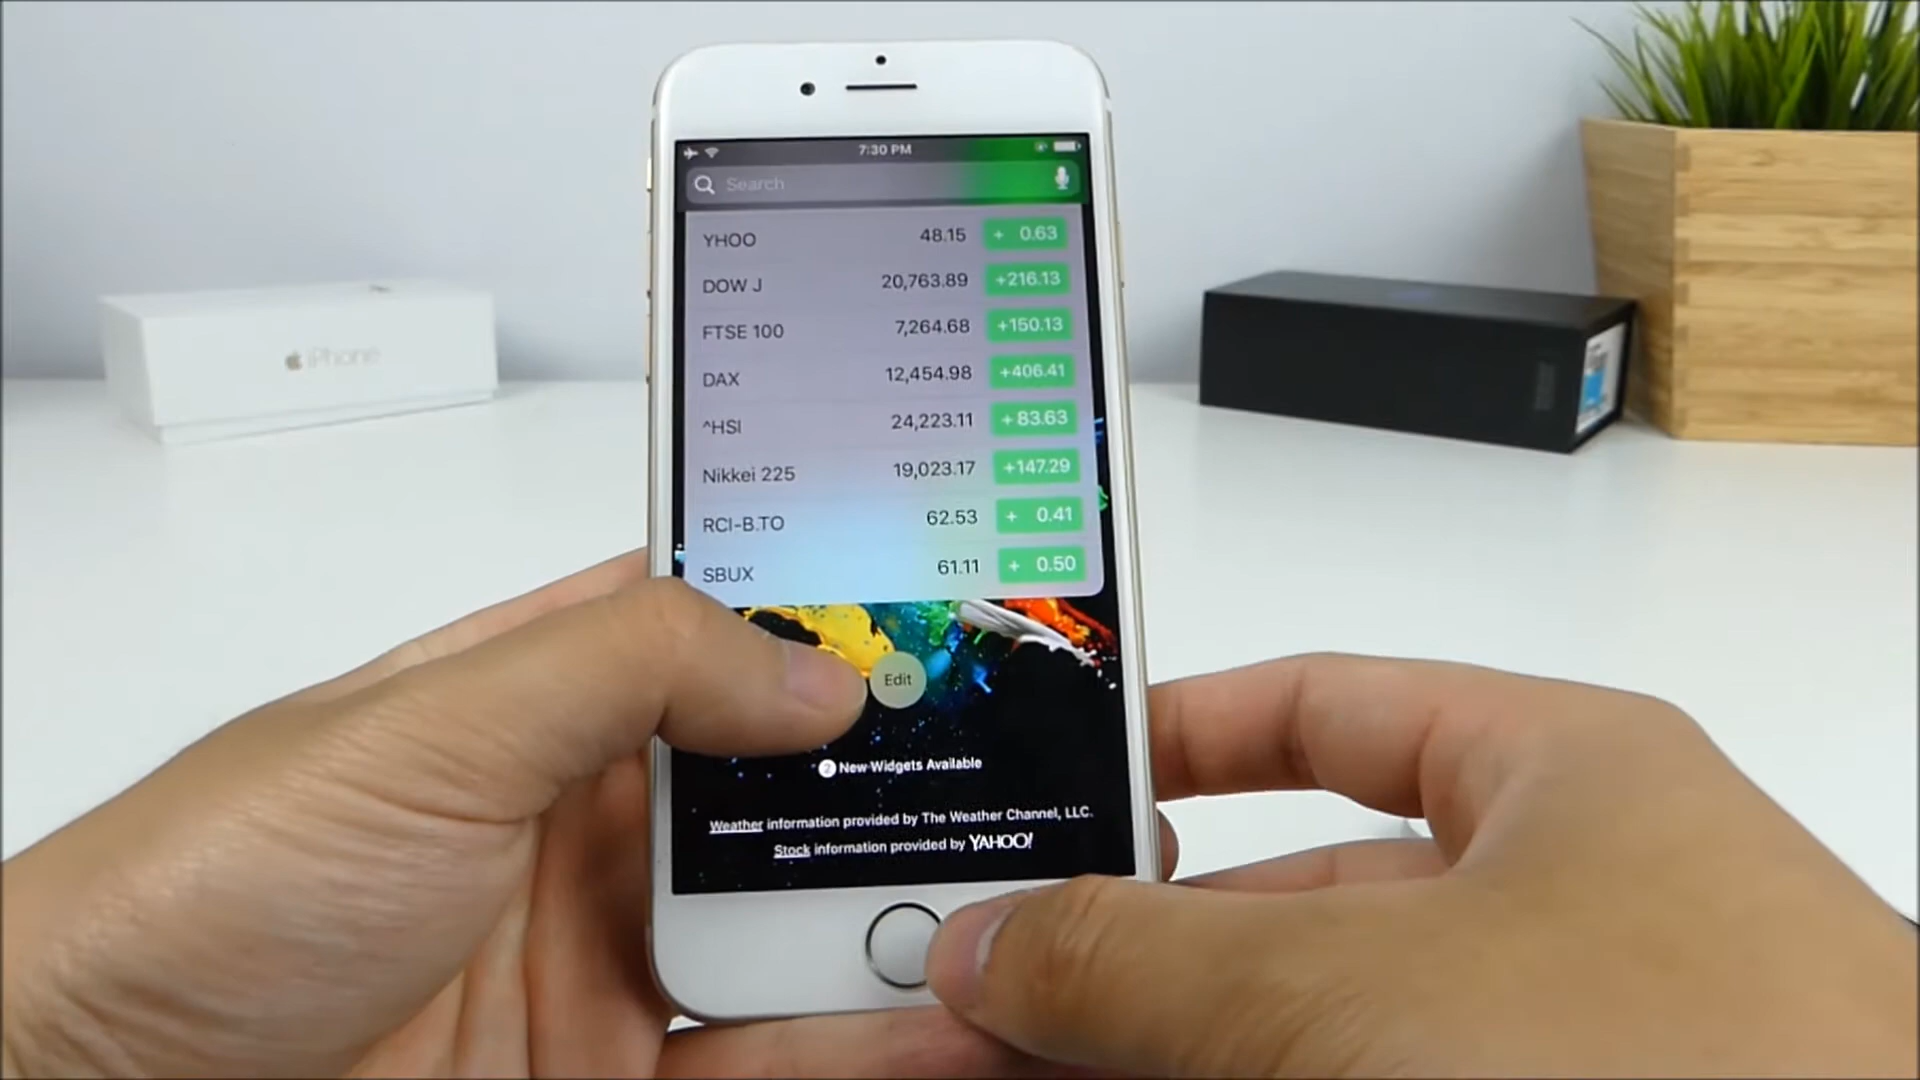 7:30 PM
Search
YHOO 48.15 + 0.63
DOW J 20,763.89 +216.13
FTSE 100 7,264.68 +150.13
DAX 12,454.98 +406.41
^HSI 24,223.11 +83.63
Nikkei 225 19,023.17 +147.29
RCI-B.TO 62.53 + 0.41
SBUX 61.11 + 0.50
Edit
2 New Widgets Available
Weather information provided by The Weather Channel, LLC.
Stock information provided by YAHOO!
iPhone